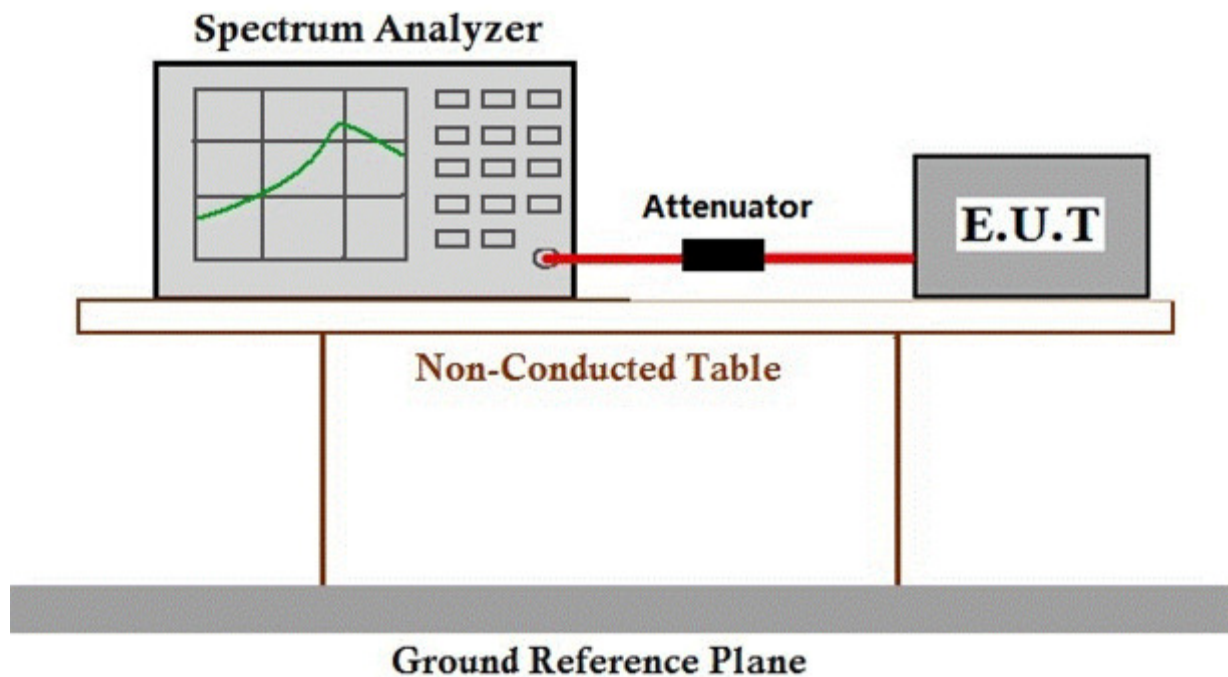 Spectrum Analyzer
Attenuator
E.U.T
Non-Conducted Table
Ground Reference Plane